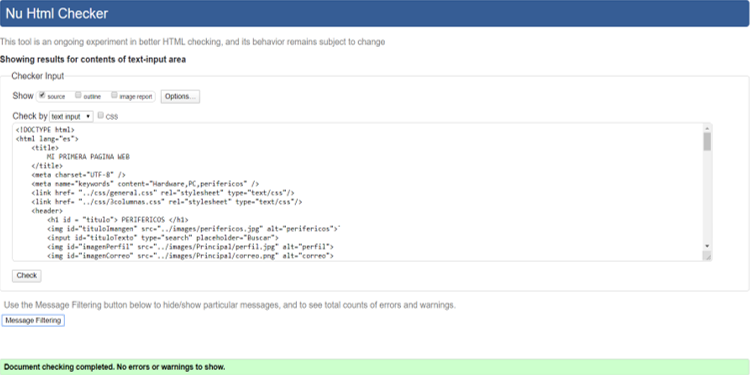 Nu Html Checker
This tool is an ongoing experiment in better HTML checking, and its behavior remains subject to change
Showing results for contents of text-input area
Checker Input
Show source outline image report Options...
Check by text input CSS
<!DOCTYPE html>
<html lang="es">
<title>
MI PRIMERA PAGINA WEB
</title>
<meta charset="UTF-8" />
<meta name="keywords" content="Hardware,PC,perifericos" />
<link href= "../css/general.css" rel="stylesheet" type="text/css"/>
<link href= "../css/3columnas.css" rel="stylesheet" type="text/css"/>
<header>
<h1 id = "titulo"> PERIFERICOS </h1>
<img id="tituloImangen" src="../images/perifericos.jpg" alt="perifericos">`
<input id="tituloTexto" type="search" placeholder="Buscar">
<img id="imagenPerfil" src="../images/Principal/perfil.jpg" alt="perfil">
<img id="imagenCorreo" src="../images/Principal/correo.png" alt="correo">
Check
Use the Message Filtering button below to hide/show particular messages, and to see total counts of errors and warnings.
Message Filtering
Document checking completed. No errors or warnings to show.